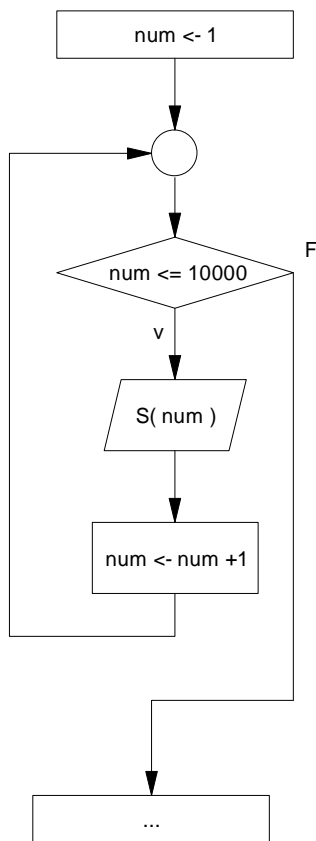 num <- 1
num <= 10000
F
v
S( num )
num <- num +1
...